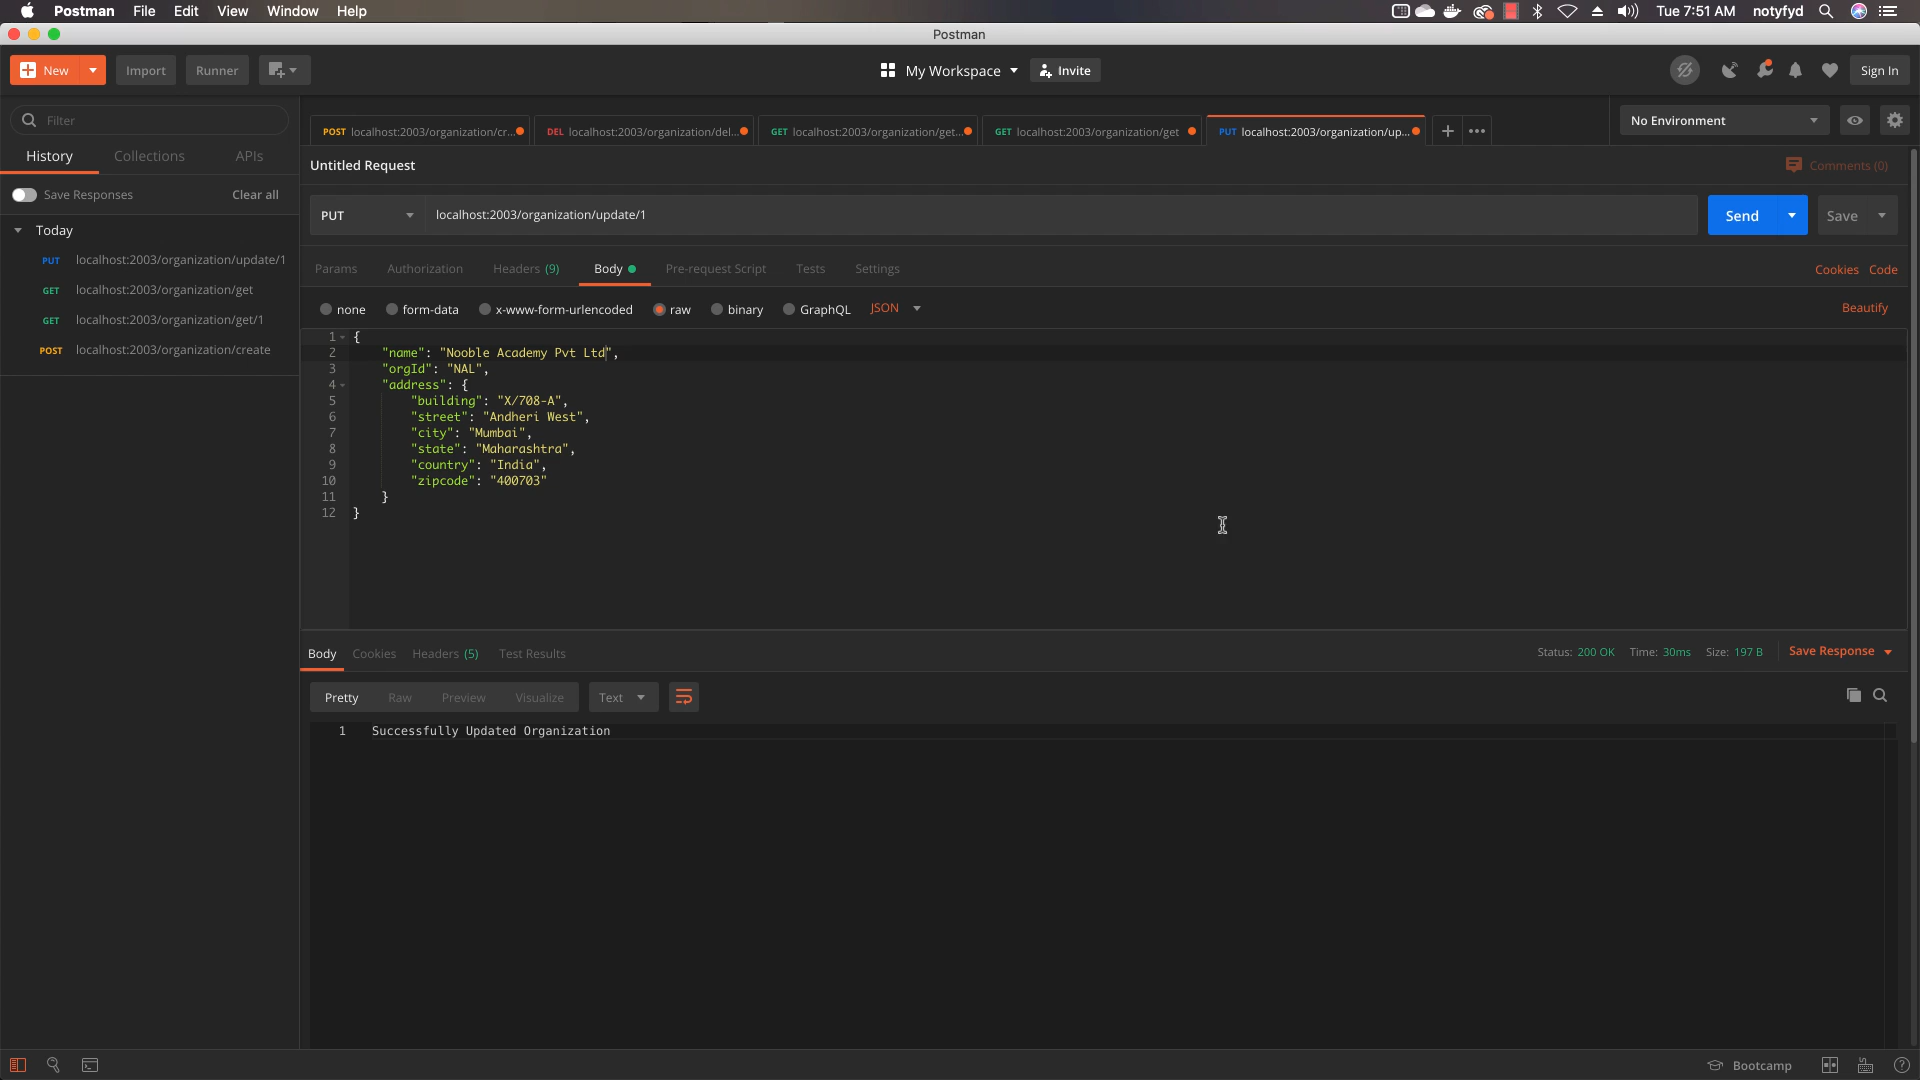 Postman File Edit View Window Help Tue 7:51 AM notyfyd
Postman
New Import Runner My Workspace Invite Sign In
Filter
History Collections APIs
Save Responses Clear all
Today
PUT localhost:2003/organization/update/1
GET localhost:2003/organization/get
GET localhost:2003/organization/get/1
POST localhost:2003/organization/create
POST localhost:2003/organization/cr... DEL localhost:2003/organization/del... GET localhost:2003/organization/get... GET localhost:2003/organization/get PUT localhost:2003/organization/up... No Environment
Untitled Request Comments (0)
PUT localhost:2003/organization/update/1 Send Save
Params Authorization Headers (9) Body Pre-request Script Tests Settings Cookies Code
none form-data x-www-form-urlencoded raw binary GraphQL JSON Beautify
1 {
2 "name": "Nooble Academy Pvt Ltd",
3 "orgId": "NAL",
4 "address": {
5 "building": "X/708-A",
6 "street": "Andheri West",
7 "city": "Mumbai",
8 "state": "Maharashtra",
9 "country": "India",
10 "zipcode": "400703"
11 }
12 }
Body Cookies Headers (5) Test Results Status: 200 OK Time: 30ms Size: 197 B Save Response
Pretty Raw Preview Visualize Text
1 Successfully Updated Organization
Bootcamp